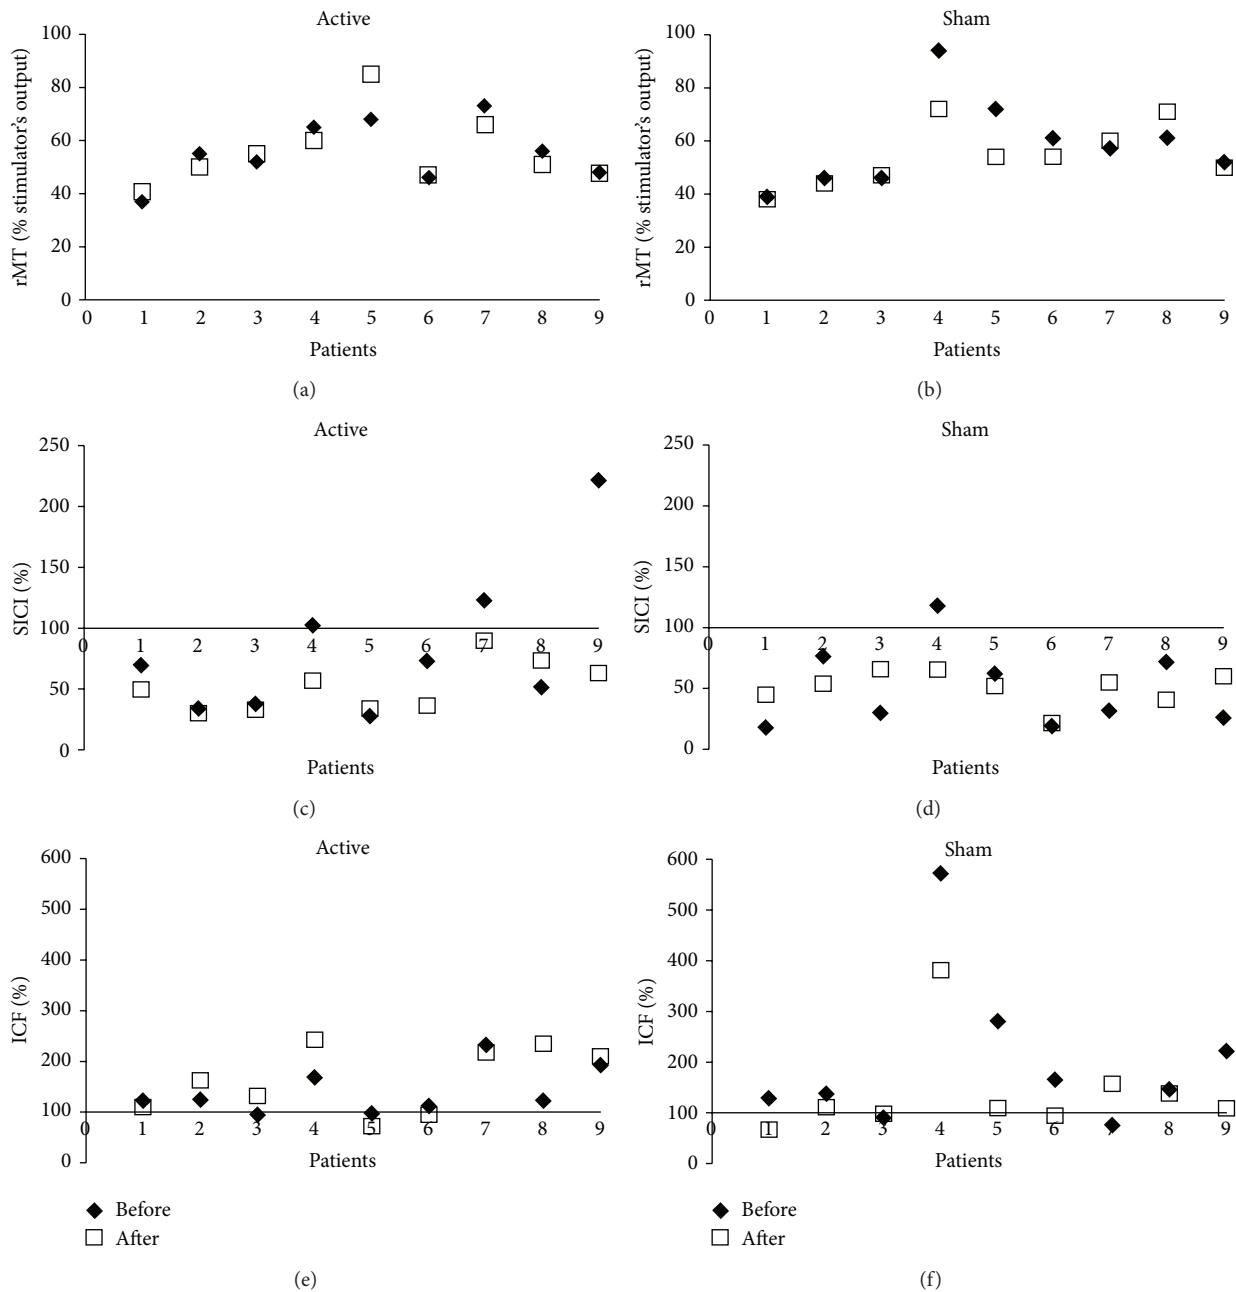 Active
rMT (% stimulator's output)
100
80
60
40
20
0
0 1 2 3 4 5 6 7 8 9
Patients
(a)
Sham
rMT (% stimulator's output)
100
80
60
40
20
0
0 1 2 3 4 5 6 7 8 9
Patients
(b)
Active
SICI (%)
250
200
150
100
50
0
0 1 2 3 4 5 6 7 8 9
Patients
(c)
Sham
SICI (%)
250
200
150
100
50
0
0 1 2 3 4 5 6 7 8 9
Patients
(d)
Active
ICF (%)
600
500
400
300
200
100
0
0 1 2 3 4 5 6 7 8 9
Patients
Before
After
(e)
Sham
ICF (%)
600
500
400
300
200
100
0
0 1 2 3 4 5 6 7 8 9
Patients
Before
After
(f)